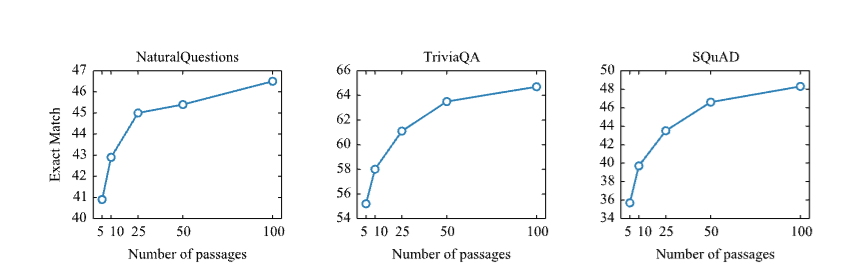 NaturalQuestions
TriviaQA
SQuAD
47
46
45
44
43
42
41
40
Exact Match
5 10 25 50 100
Number of passages
66
64
62
60
58
56
54
5 10 25 50 100
Number of passages
50
48
46
44
42
40
38
36
34
5 10 25 50 100
Number of passages